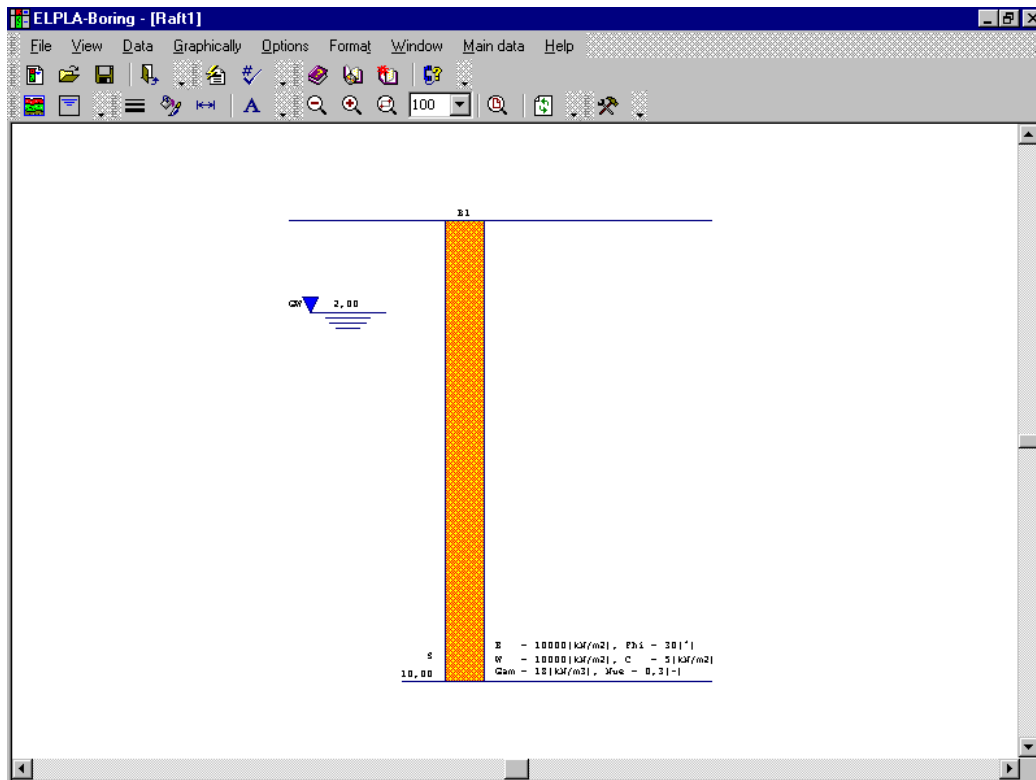 ELPLA-Boring - [Raft1]
File View Data Graphically Options Format Window Main data Help
100
B1
GW 2,00
E = 10000[kN/m2], Phi = 30[°]
S
W = 10000[kN/m2], C = 5[kN/m2]
10,00
Gam = 18[kN/m3], Nue = 0,3[-]